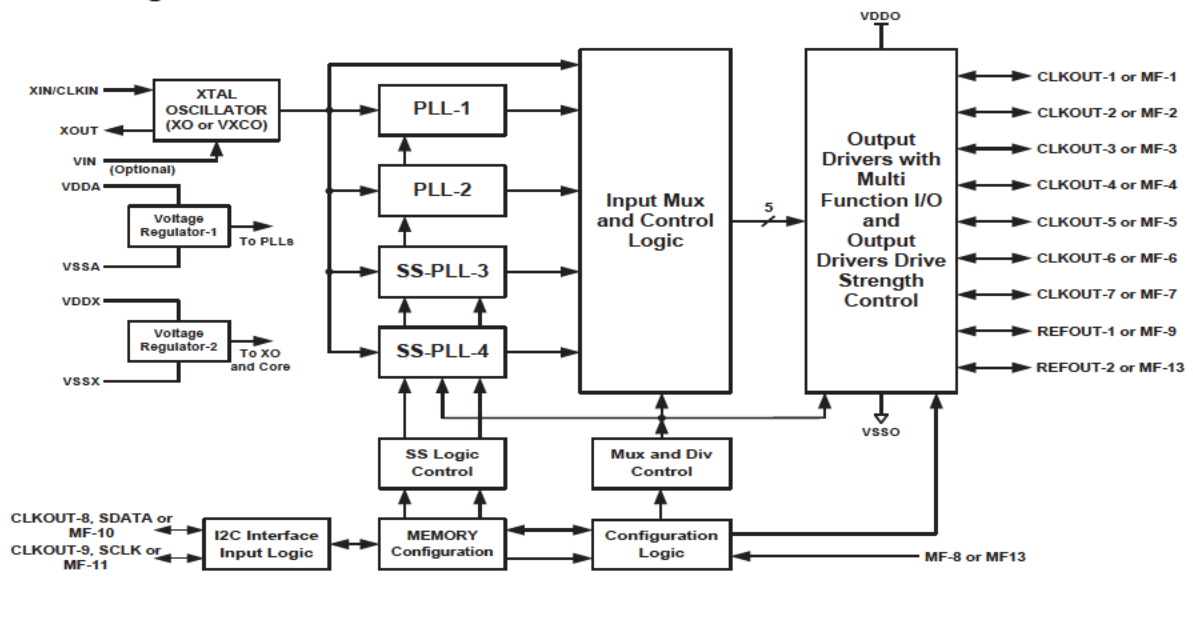 VDDO
XIN/CLKIN
XOUT
VIN
(Optional)
XTAL
OSCILLATOR
(XO or VXCO)
VDDA
Voltage
Regulator-1
To PLLs
VSSA
VDDX
Voltage
Regulator-2
To XO
and Core
VSSX
PLL-1
PLL-2
SS-PLL-3
SS-PLL-4
Input Mux
and Control
Logic
5
Output
Drivers with
Multi
Function I/O
and
Output
Drivers Drive
Strength
Control
CLKOUT-1 or MF-1
CLKOUT-2 or MF-2
CLKOUT-3 or MF-3
CLKOUT-4 or MF-4
CLKOUT-5 or MF-5
CLKOUT-6 or MF-6
CLKOUT-7 or MF-7
REFOUT-1 or MF-9
REFOUT-2 or MF-13
VSSO
SS Logic
Control
Mux and Div
Control
CLKOUT-8, SDATA or
MF-10
CLKOUT-9, SCLK or
MF-11
I2C Interface
Input Logic
MEMORY
Configuration
Configuration
Logic
MF-8 or MF13